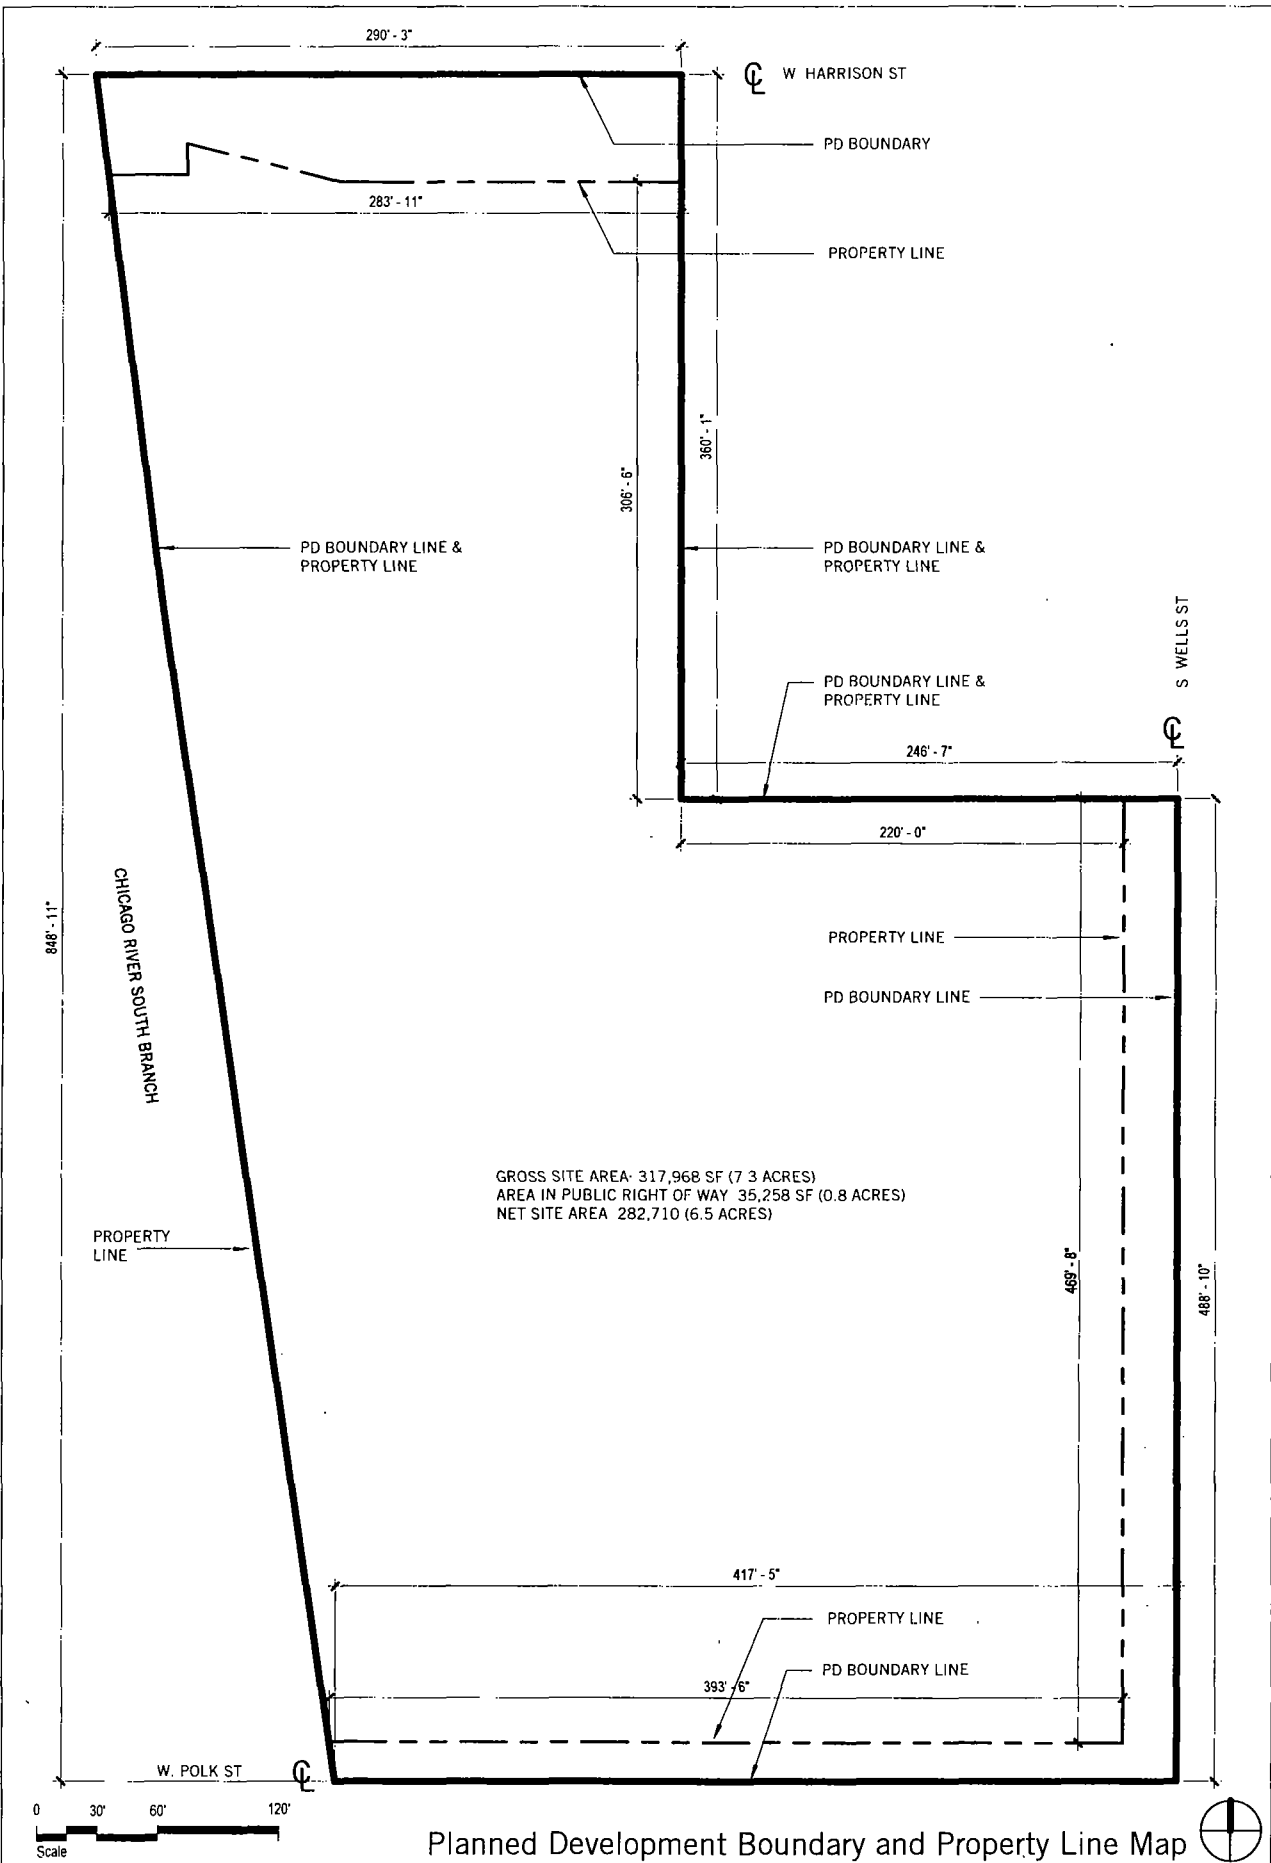 290' - 3"
℄ W HARRISON ST
PD BOUNDARY
283' - 11"
PROPERTY LINE
360' - 1"
306' - 6"
PD BOUNDARY LINE &
PROPERTY LINE
PD BOUNDARY LINE &
PROPERTY LINE
S WELLS ST
℄
PD BOUNDARY LINE &
PROPERTY LINE
246' - 7"
220' - 0"
848' - 11"
CHICAGO RIVER SOUTH BRANCH
PROPERTY LINE
PD BOUNDARY LINE
GROSS SITE AREA· 317,968 SF (7 3 ACRES)
AREA IN PUBLIC RIGHT OF WAY 35,258 SF (0.8 ACRES)
NET SITE AREA 282,710 (6.5 ACRES)
PROPERTY
LINE
469' - 8"
488' - 10"
417' - 5"
PROPERTY LINE
PD BOUNDARY LINE
393' - 6"
W. POLK ST ℄
0 30' 60' 120'
Scale
Planned Development Boundary and Property Line Map